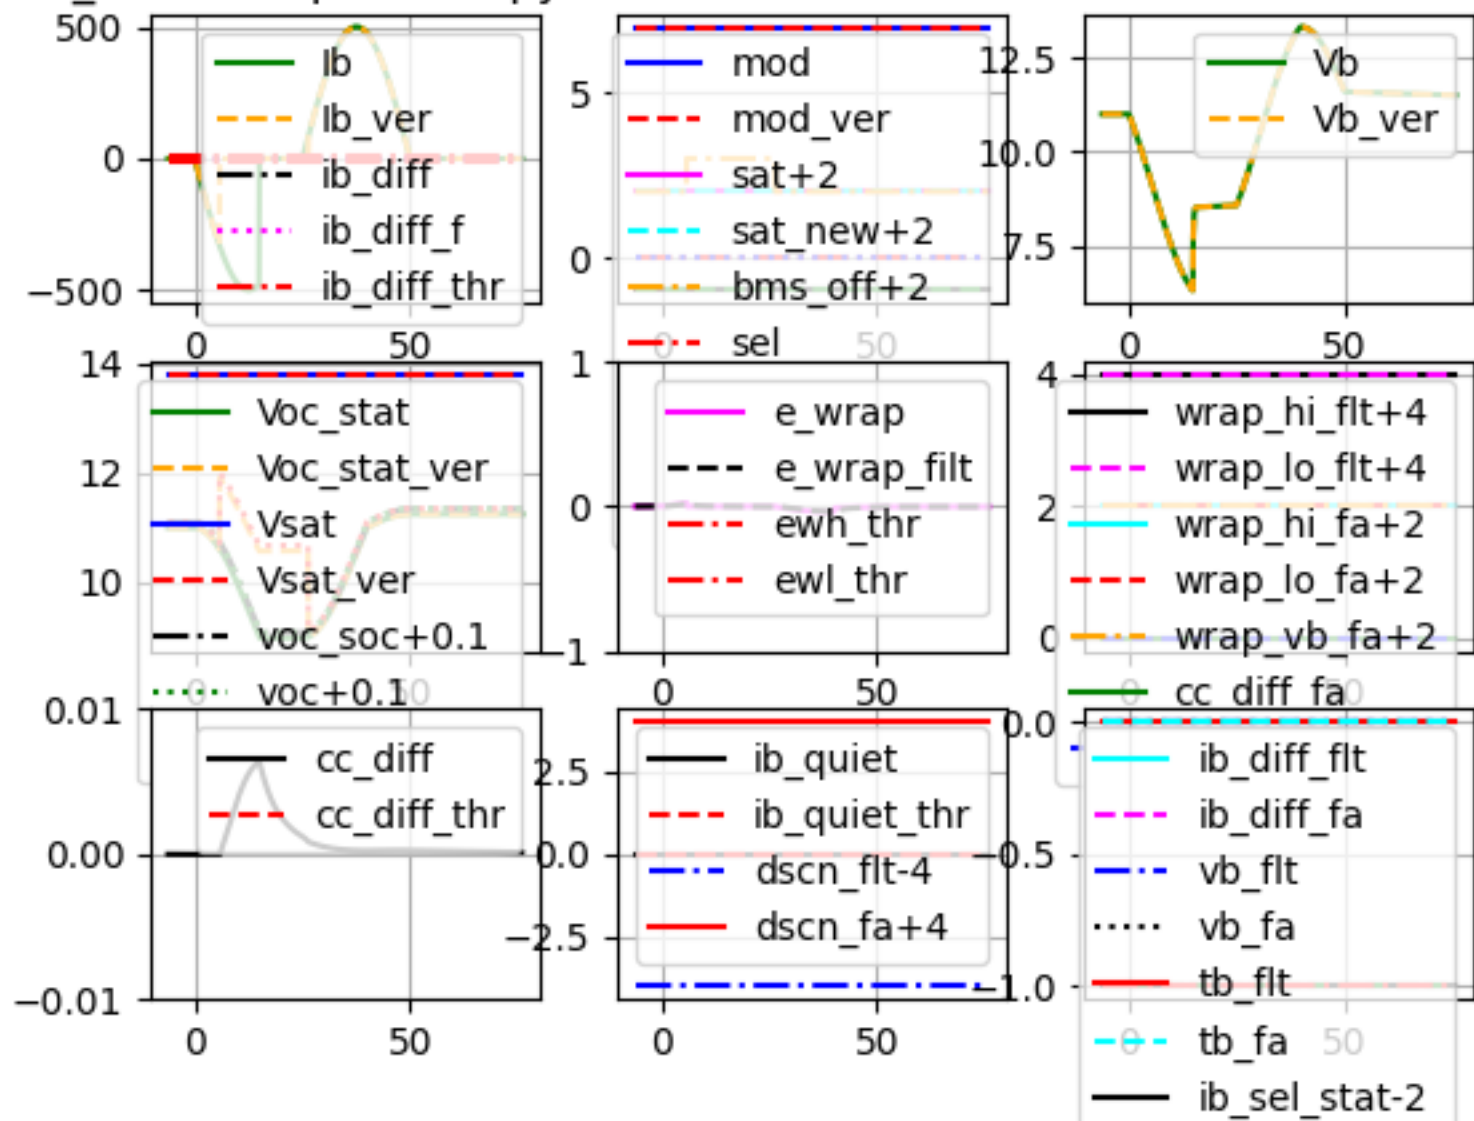 500
0
−500
0
50
Ib
Ib_ver
ib_diff
ib_diff_f
ib_diff_thr
5
0
0
50
mod
mod_ver
sat+2
sat_new+2
bms_off+2
sel
12.5
10.0
7.5
0
50
Vb
Vb_ver
14
12
10
0
50
Voc_stat
Voc_stat_ver
Vsat
Vsat_ver
voc_soc+0.1
voc+0.1
1
0
−1
0
50
e_wrap
e_wrap_filt
ewh_thr
ewl_thr
4
2
0
0
50
wrap_hi_flt+4
wrap_lo_flt+4
wrap_hi_fa+2
wrap_lo_fa+2
wrap_vb_fa+2
cc_diff_fa
0.01
0.00
−0.01
0
50
cc_diff
cc_diff_thr
2.5
0.0
−2.5
0
50
ib_quiet
ib_quiet_thr
dscn_flt-4
dscn_fa+4
0.0
−0.5
−1.0
0
50
ib_diff_flt
ib_diff_fa
vb_flt
vb_fa
tb_flt
tb_fa
ib_sel_stat-2